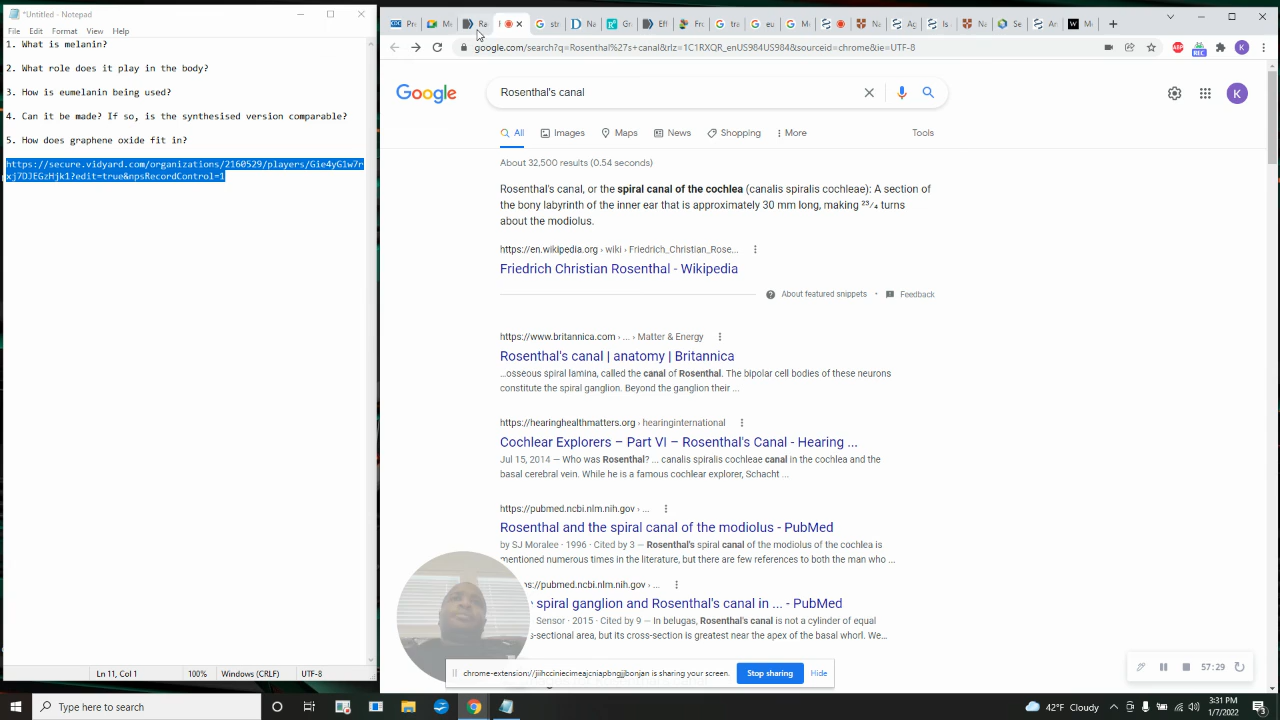 *Untitled - Notepad
File Edit Format View Help
1. What is melanin?
2. What role does it play in the body?
3. How is eumelanin being used?
4. Can it be made? If so, is the synthesised version comparable?
5. How does graphene oxide fit in?
https://secure.vidyard.com/organizations/2160529/players/Gie4yG1w7r
xj7DJEGzHjk1?edit=true&npsRecordControl=1
Ln 11, Col 1 100% Windows (CRLF) UTF-8
google.com/search?q=Rosenthal%27s+canal&rlz=1C1RXQR_enUS984US984&sourceid=chrome&ie=UTF-8
Google
Rosenthal's canal
K
All Images Maps News Shopping More Tools
About 32,500 results (0.54 seconds)
Rosenthal's canal, or the spiral canal of the cochlea (canalis spiralis cochleae): A section of
the bony labyrinth of the inner ear that is approximately 30 mm long, making 2¾ turns
about the modiolus.
https://en.wikipedia.org › wiki › Friedrich_Christian_Rose...
Friedrich Christian Rosenthal - Wikipedia
About featured snippets • Feedback
https://www.britannica.com › ... › Matter & Energy
Rosenthal's canal | anatomy | Britannica
...osseous spiral lamina, called the canal of Rosenthal. The bipolar cell bodies of these neurons
constitute the spiral ganglion. Beyond the ganglion their ...
https://hearinghealthmatters.org › hearinginternational
Cochlear Explorers – Part VI – Rosenthal's Canal - Hearing ...
Jul 15, 2014 — Who was Rosenthal? ... canalis spiralis cochleae canal in the cochlea and the
basal cerebral vein. While he is a famous cochlear explorer, Schacht ...
https://pubmed.ncbi.nlm.nih.gov › ...
Rosenthal and the spiral canal of the modiolus - PubMed
by SJ Moralee · 1996 · Cited by 3 — Rosenthal's spiral canal of the modiolus of the cochlea is
mentioned numerous times in the literature, but there are few references to both the man who ...
s://pubmed.ncbi.nlm.nih.gov › ...
spiral ganglion and Rosenthal's canal in ... - PubMed
Sensor · 2015 · Cited by 9 — In belugas, Rosenthal's canal is not a cylinder of equal
s-sectional area, but its cross-section is greatest near the apex of the basal whorl. We...
chrome-extension://jiihcciniecimeajcniapbngjjbonjan is sharing your screen. Stop sharing Hide
57:29
Type here to search
42°F Cloudy
3:31 PM
1/7/2022